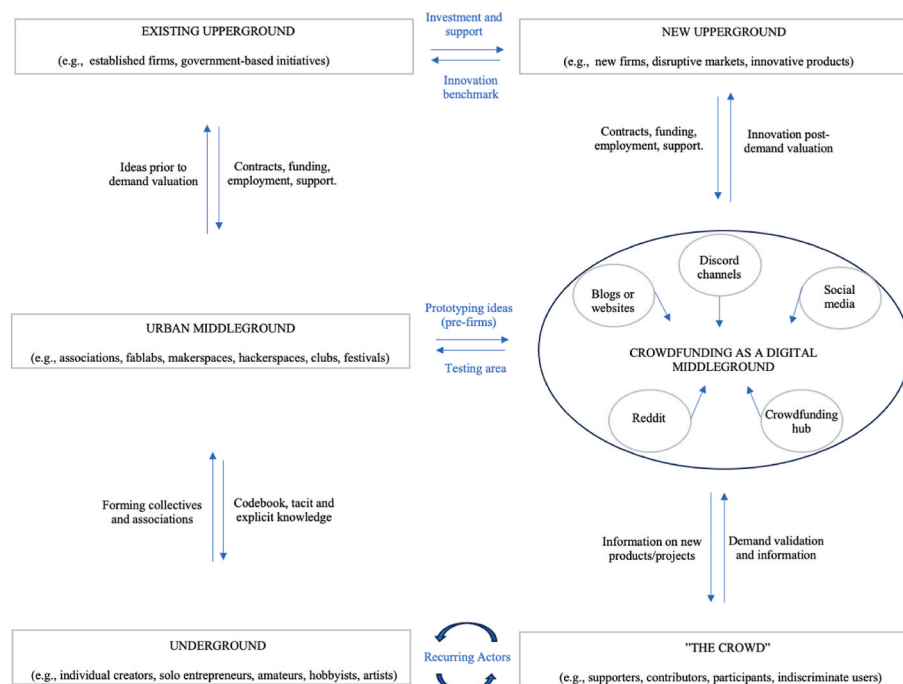 EXISTING UPPERGROUND
(e.g., established firms, government-based initiatives)
Investment and
support
Innovation
benchmark
NEW UPPERGROUND
(e.g., new firms, disruptive markets, innovative products)
Ideas prior to
demand valuation
Contracts, funding,
employment, support.
Contracts, funding,
employment, support.
Innovation post-
demand valuation
URBAN MIDDLEGROUND
(e.g., associations, fablabs, makerspaces, hackerspaces, clubs, festivals)
Prototyping ideas
(pre-firms)
Testing area
Blogs or
websites
Discord
channels
Social
media
CROWDFUNDING AS A DIGITAL
MIDDLEGROUND
Reddit
Crowdfunding
hub
Forming collectives
and associations
Codebook, tacit and
explicit knowledge
Information on new
products/projects
Demand validation
and information
UNDERGROUND
(e.g., individual creators, solo entrepreneurs, amateurs, hobbyists, artists)
Recurring Actors
”THE CROWD”
(e.g., supporters, contributors, participants, indiscriminate users)